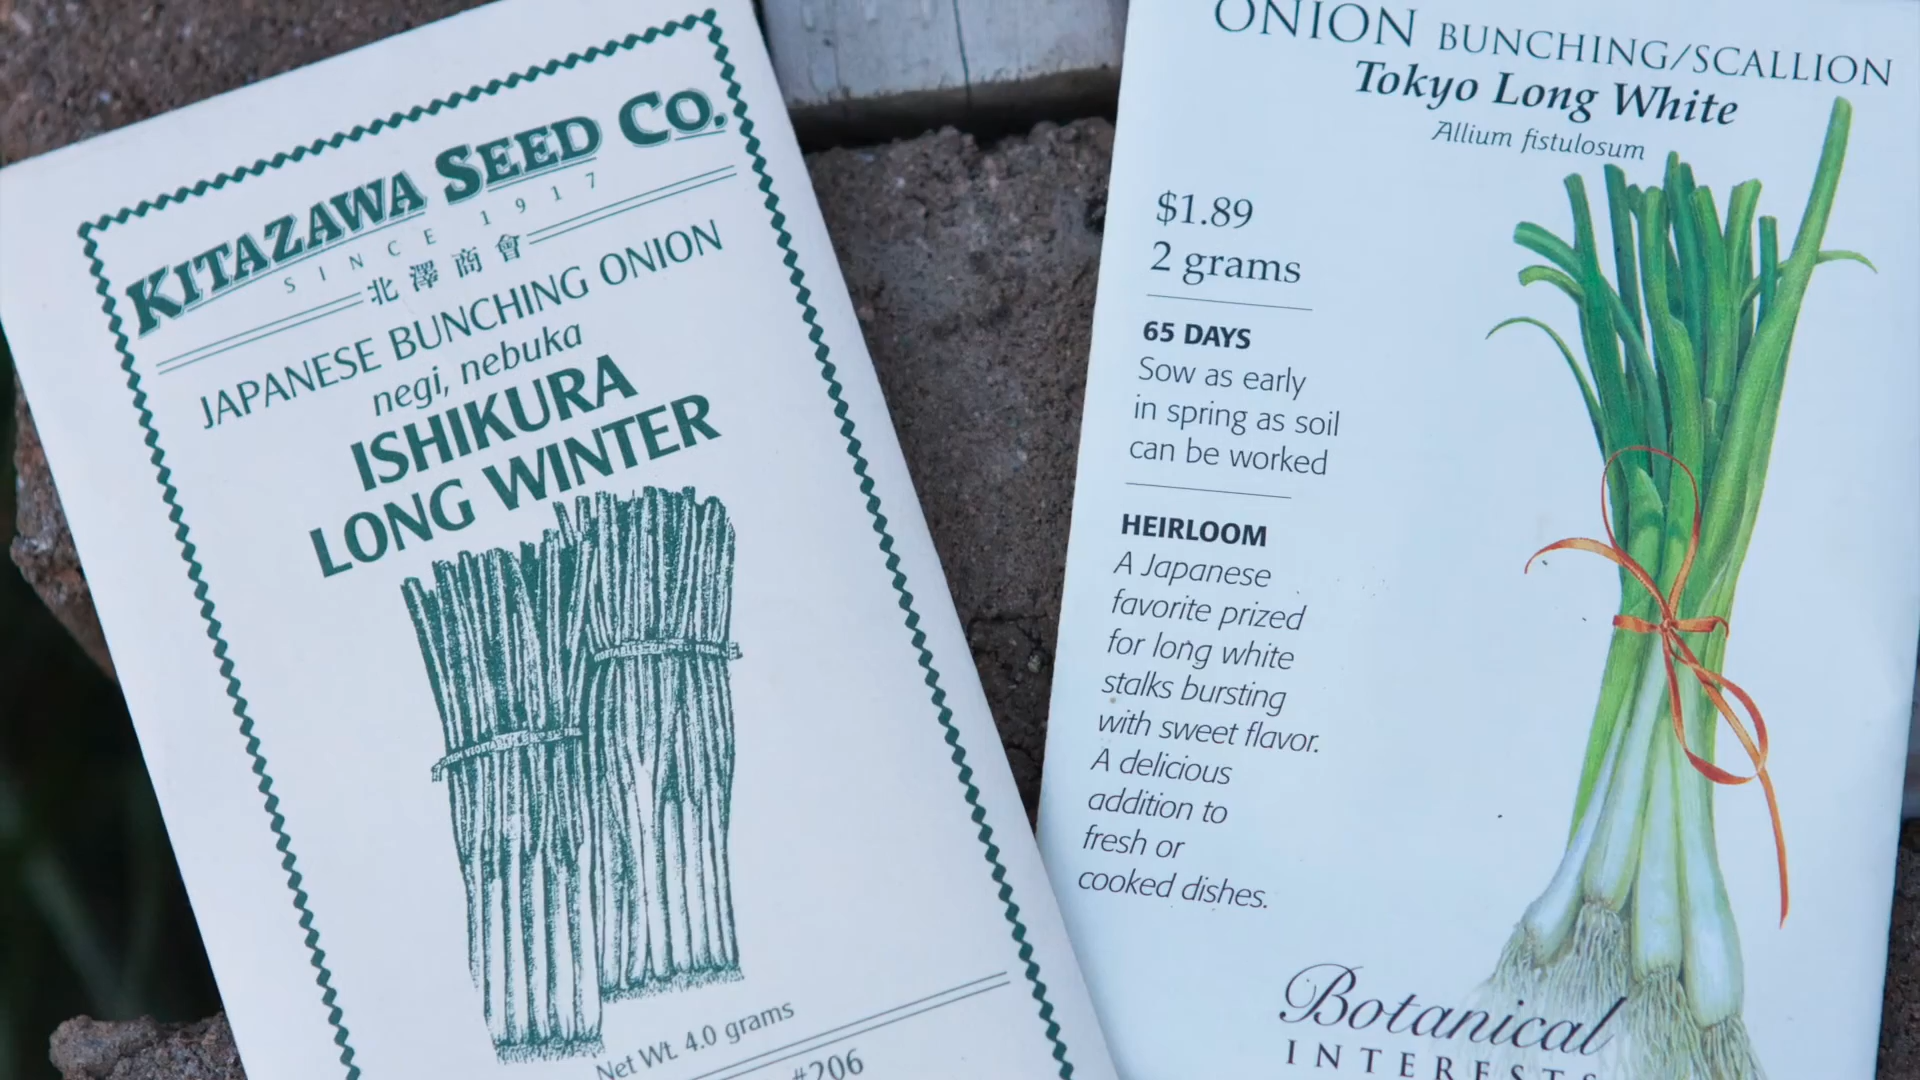 KITAZAWA SEED CO.
SINCE 1917
北澤商會
JAPANESE BUNCHING ONION
negi, nebuka
ISHIKURA
LONG WINTER
Net Wt. 4.0 grams
#206
ONION BUNCHING/SCALLION
Tokyo Long White
Allium fistulosum
$1.89
2 grams
65 DAYS
Sow as early
in spring as soil
can be worked
HEIRLOOM
A Japanese
favorite prized
for long white
stalks bursting
with sweet flavor.
A delicious
addition to
fresh or
cooked dishes.
Botanical
INTERESTS